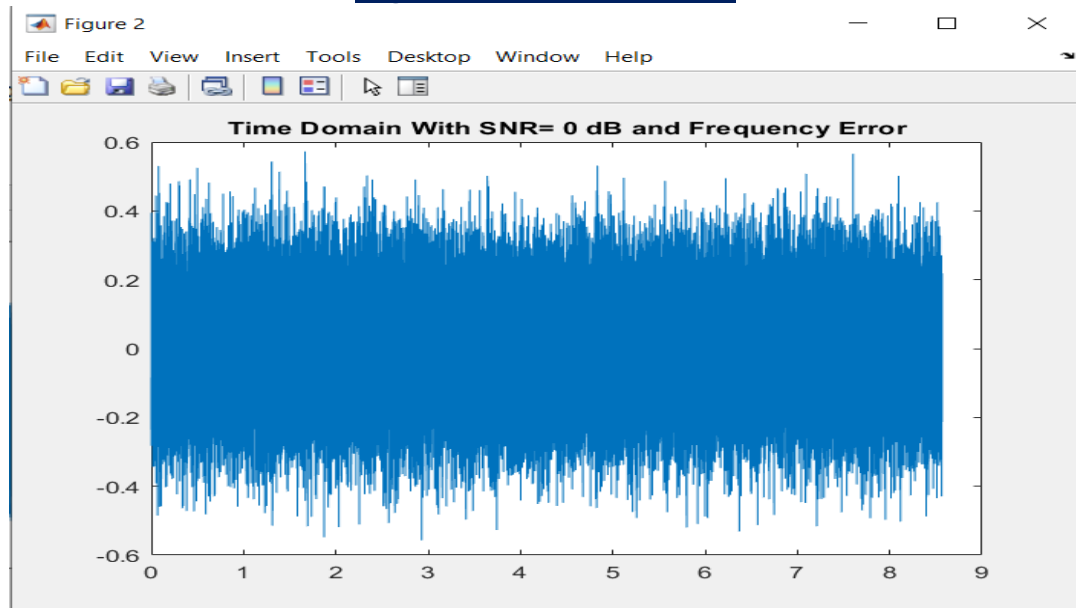 Figure 2
File Edit View Insert Tools Desktop Window Help
Time Domain With SNR= 0 dB and Frequency Error
0.6
0.4
0.2
0
-0.2
-0.4
-0.6
0 1 2 3 4 5 6 7 8 9